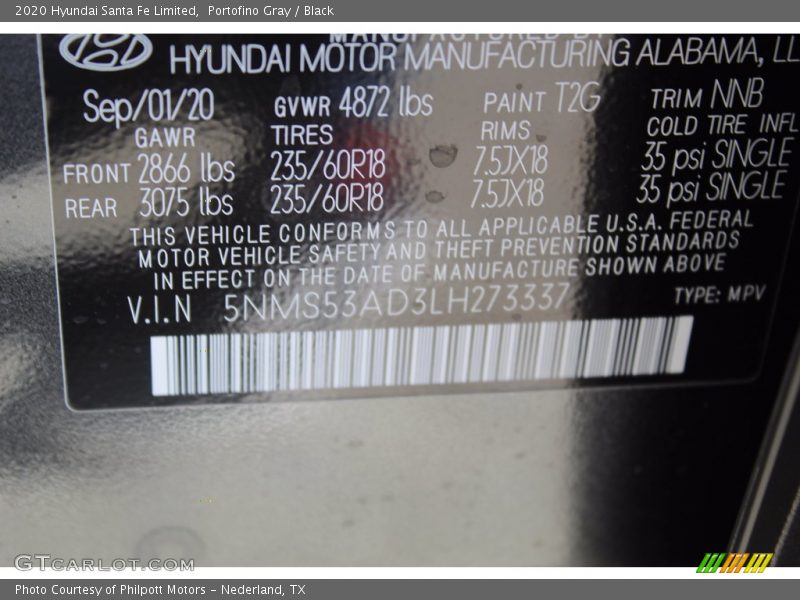 2020 Hyundai Santa Fe Limited,  Portofino Gray / Black
MANUFACTURED BY
HYUNDAI MOTOR MANUFACTURING ALABAMA, LL
Sep/01/20 GVWR 4872 lbs PAINT T2G TRIM NNB
GAWR TIRES RIMS COLD TIRE INFL
FRONT 2866 lbs 235/60R18 7.5JX18 35 psi SINGLE
REAR 3075 lbs 235/60R18 7.5JX18 35 psi SINGLE
THIS VEHICLE CONFORMS TO ALL APPLICABLE U.S.A. FEDERAL
MOTOR VEHICLE SAFETY AND THEFT PREVENTION STANDARDS
IN EFFECT ON THE DATE OF MANUFACTURE SHOWN ABOVE
V.I.N 5NMS53AD3LH273337 TYPE: MPV
GTCARLOT.COM
Photo Courtesy of Philpott Motors – Nederland, TX